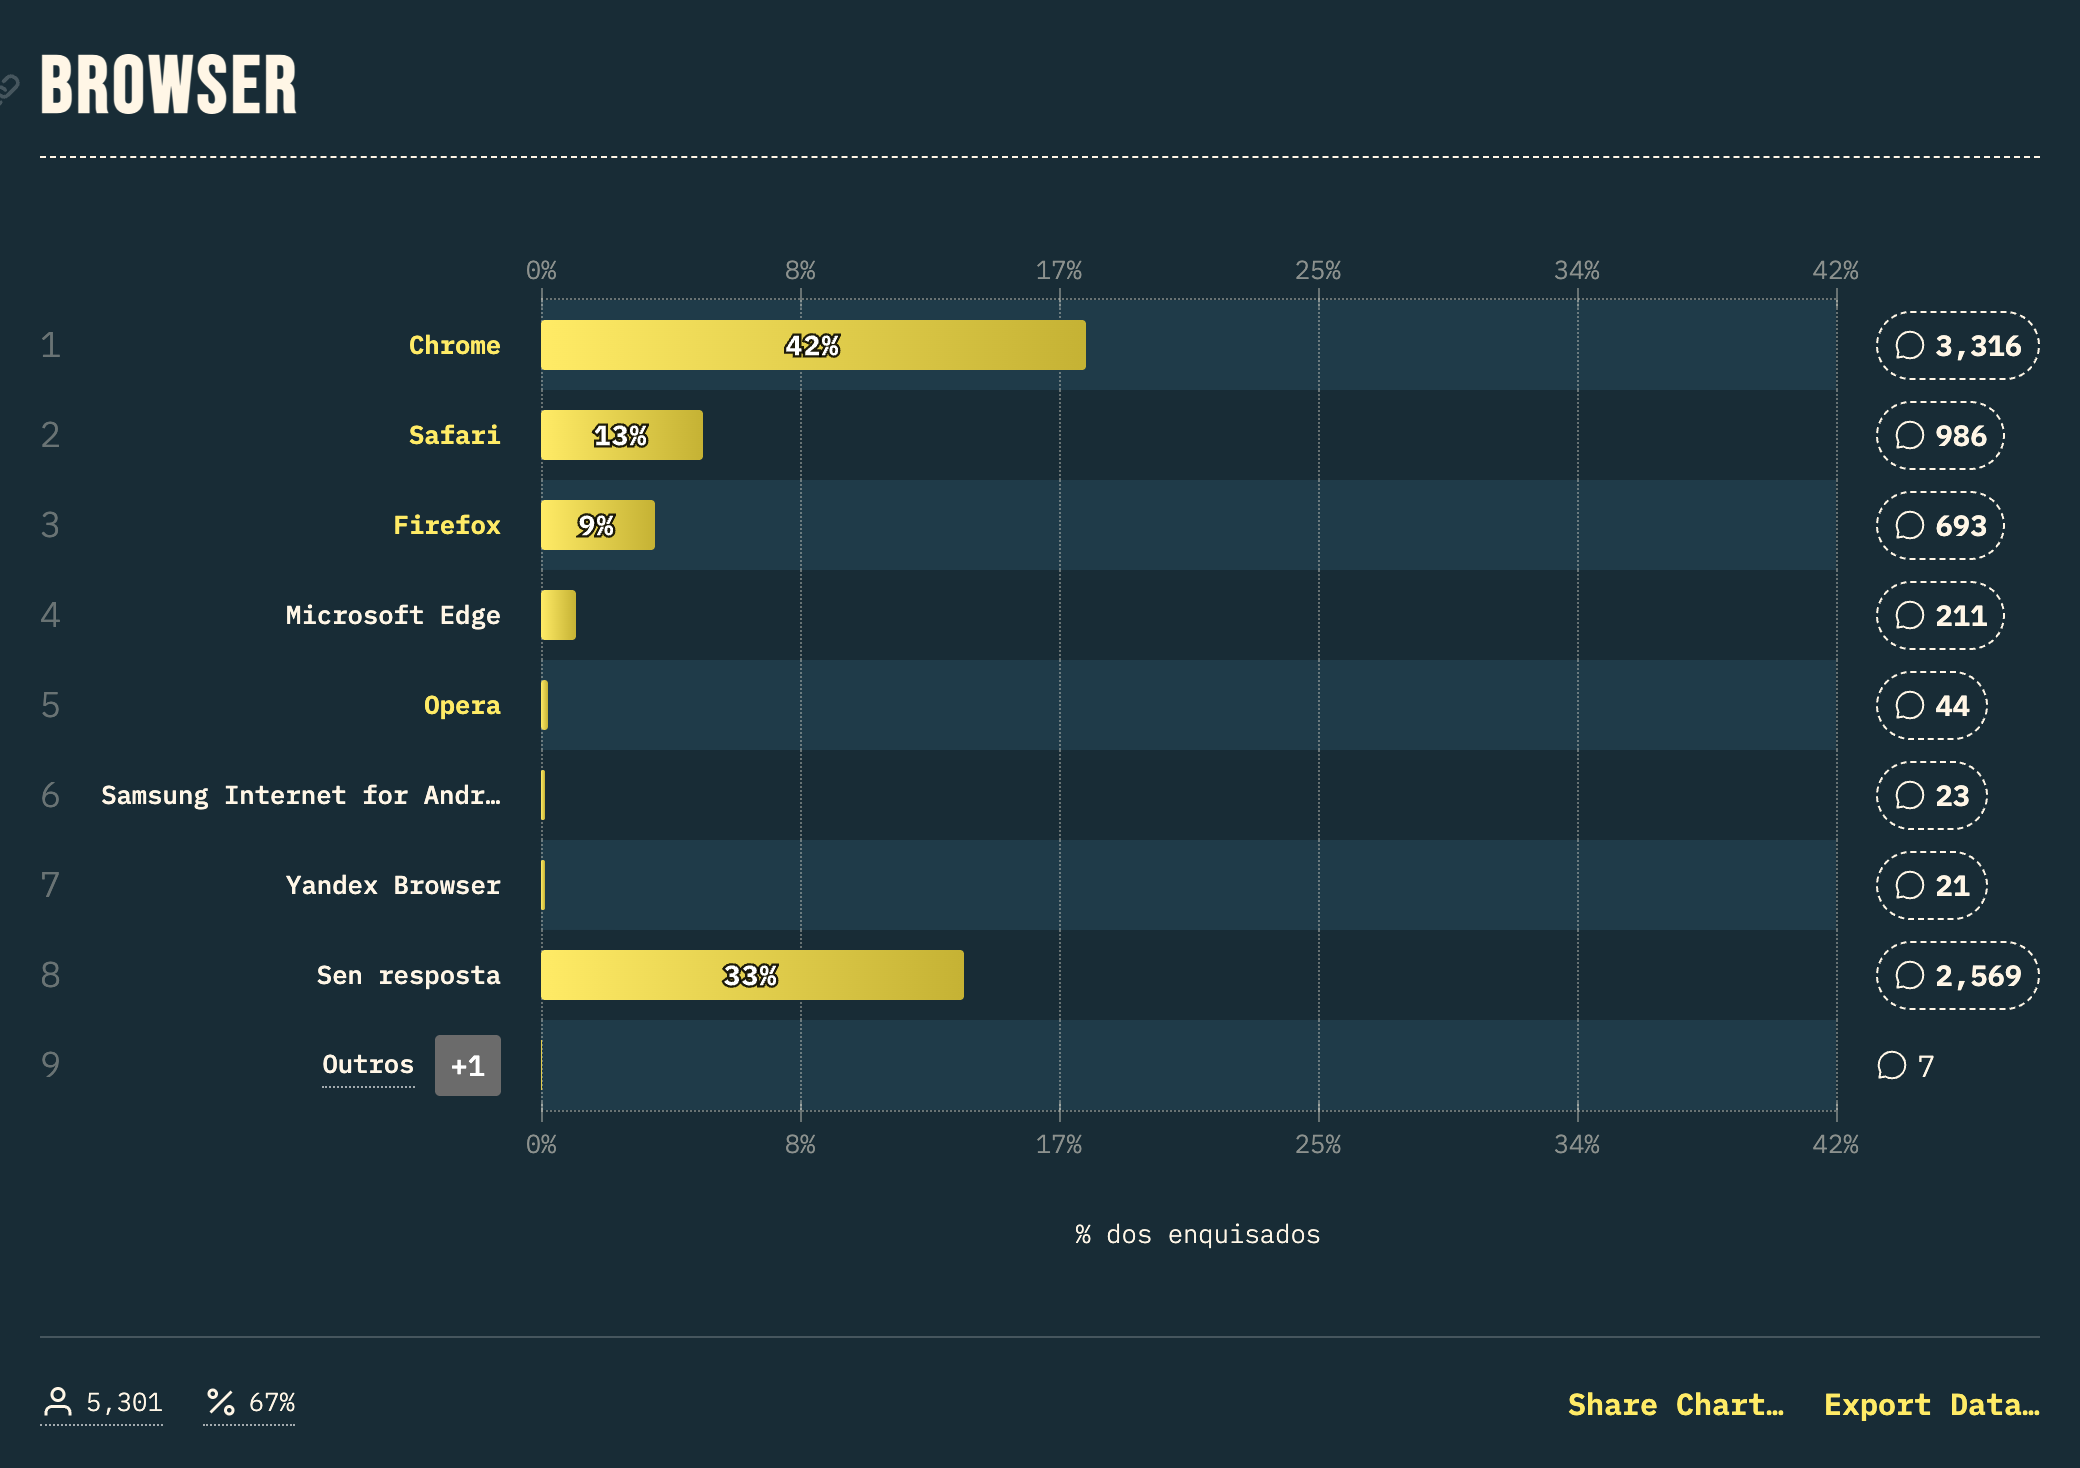 BROWSER
0% 8% 17% 25% 34% 42%
1 Chrome 42% 3,316
2 Safari 13% 986
3 Firefox 9% 693
4 Microsoft Edge 211
5 Opera 44
6 Samsung Internet for Andr… 23
7 Yandex Browser 21
8 Sen resposta 33% 2,569
9 Outros +1 7
0% 8% 17% 25% 34% 42%
% dos enquisados
5,301 % 67% Share Chart… Export Data…